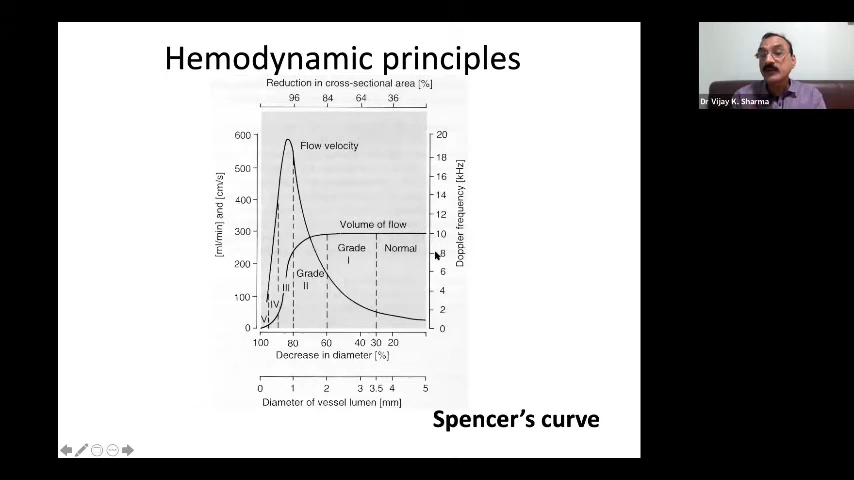 Hemodynamic principles
Reduction in cross-sectional area [%]
96 84 64 36
600
500
400
300
200
100
0
[ml/min] and [cm/s]
20
18
16
14
12
10
8
6
4
2
0
Doppler frequency [kHz]
Flow velocity
Volume of flow
Grade I
Normal
Grade II
III
IV
V
100 80 60 40 30 20
Decrease in diameter [%]
0 1 2 3 3.5 4 5
Diameter of vessel lumen [mm]
Spencer's curve
Dr Vijay K. Sharma